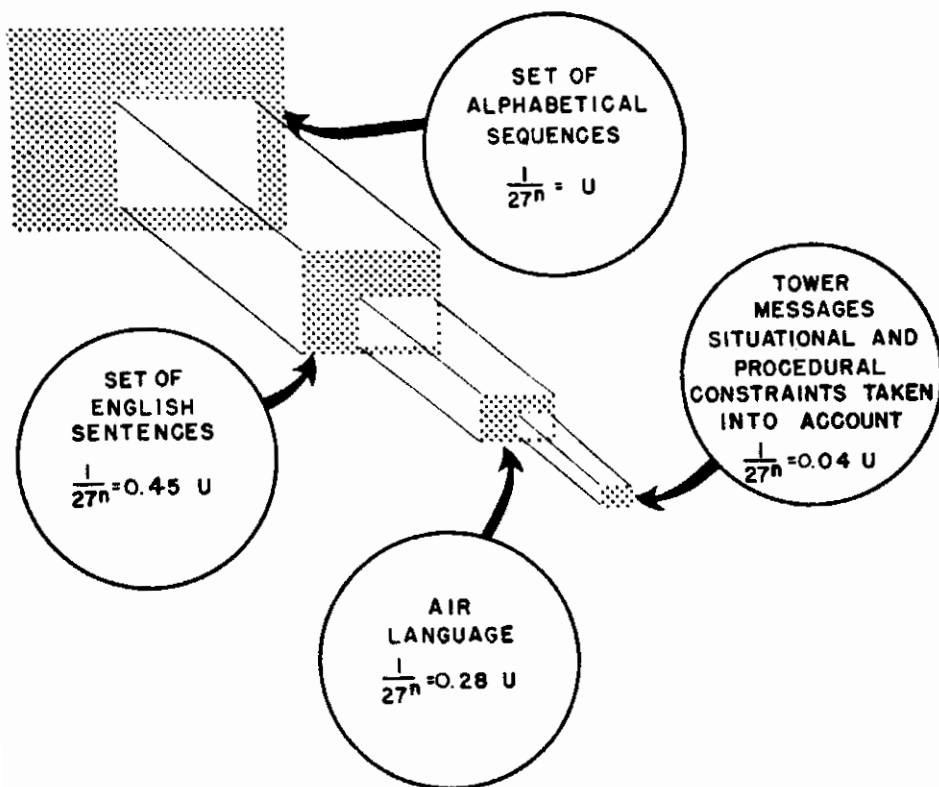 SET OF
ALPHABETICAL
SEQUENCES
1/27ⁿ = U
TOWER
MESSAGES
SITUATIONAL AND
PROCEDURAL
CONSTRAINTS TAKEN
INTO ACCOUNT
1/27ⁿ=0.04 U
SET OF
ENGLISH
SENTENCES
1/27ⁿ=0.45 U
AIR
LANGUAGE
1/27ⁿ=0.28 U